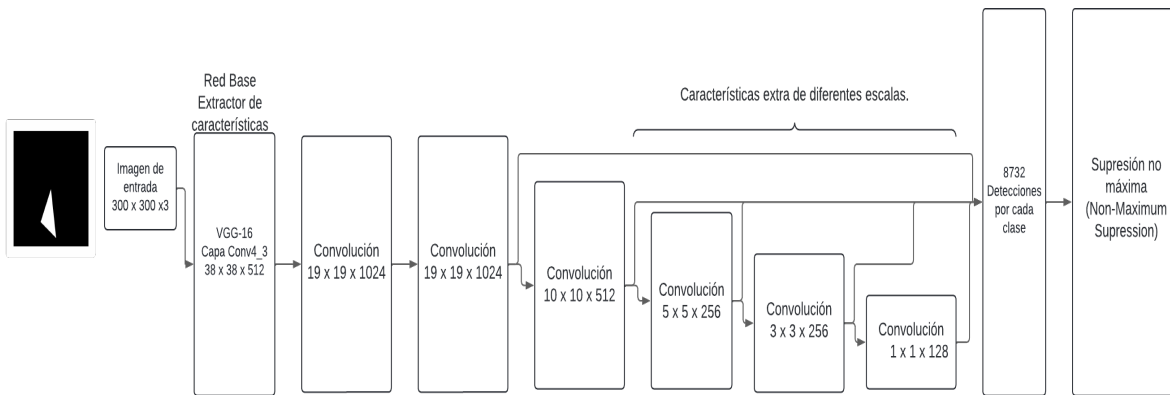 Imagen de
entrada
300 x 300 x3
Red Base
Extractor de
características
VGG-16
Capa Conv4_3
38 x 38 x 512
Convolución
19 x 19 x 1024
Convolución
19 x 19 x 1024
Convolución
10 x 10 x 512
Características extra de diferentes escalas.
Convolución
5 x 5 x 256
Convolución
3 x 3 x 256
Convolución
1 x 1 x 128
8732
Detecciones
por cada
clase
Supresión no
máxima
(Non-Maximum
Supression)